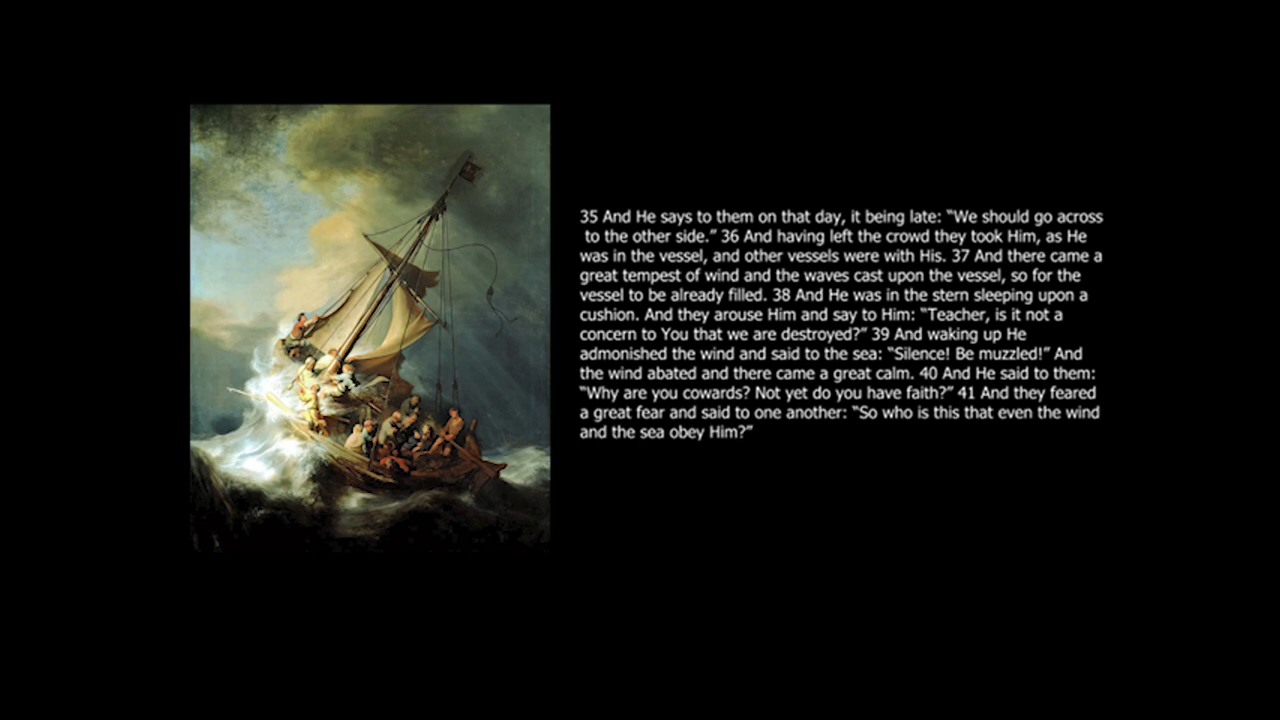 35 And He says to them on that day, it being late: “We should go across
to the other side.” 36 And having left the crowd they took Him, as He
was in the vessel, and other vessels were with His. 37 And there came a
great tempest of wind and the waves cast upon the vessel, so for the
vessel to be already filled. 38 And He was in the stern sleeping upon a
cushion. And they arouse Him and say to Him: “Teacher, is it not a
concern to You that we are destroyed?” 39 And waking up He
admonished the wind and said to the sea: “Silence! Be muzzled!” And
the wind abated and there came a great calm. 40 And He said to them:
“Why are you cowards? Not yet do you have faith?” 41 And they feared
a great fear and said to one another: “So who is this that even the wind
and the sea obey Him?”